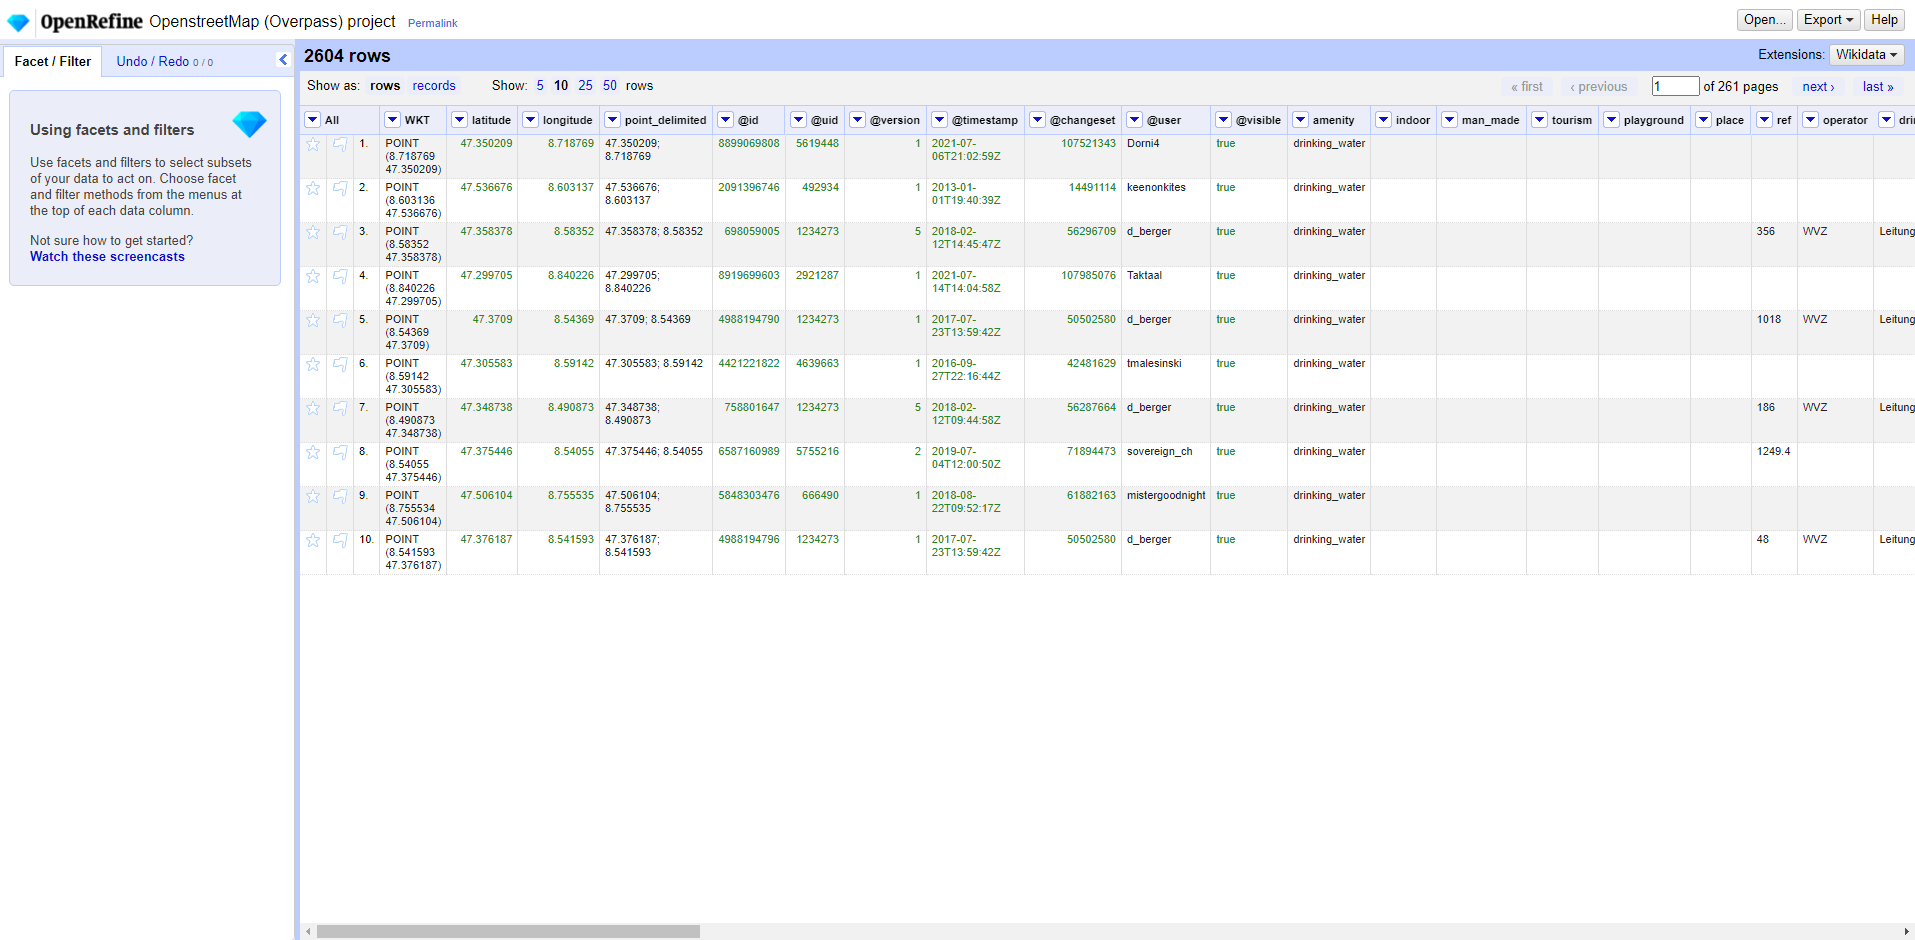 OpenRefine OpenstreetMap (Overpass) project Permalink Open... Export Help
Facet / Filter Undo / Redo 0 / 0 2604 rows Extensions: Wikidata
Show as: rows records Show: 5 10 25 50 rows « first ‹ previous 1 of 261 pages next › last »
Using facets and filters
Use facets and filters to select subsets
of your data to act on. Choose facet
and filter methods from the menus at
the top of each data column.
Not sure how to get started?
Watch these screencasts
All WKT latitude longitude point_delimited @id @uid @version @timestamp @changeset @user @visible amenity indoor man_made tourism playground place ref operator drin
1. POINT 47.350209 8.718769 47.350209; 8899069808 5619448 1 2021-07- 107521343 Dorni4 true drinking_water
(8.718769 8.718769 06T21:02:59Z
47.350209)
2. POINT 47.536676 8.603137 47.536676; 2091396746 492934 1 2013-01- 14491114 keenonkites true drinking_water
(8.603136 8.603137 01T19:40:39Z
47.536676)
3. POINT 47.358378 8.58352 47.358378; 8.58352 698059005 1234273 5 2018-02- 56296709 d_berger true drinking_water 356 WVZ Leitung
(8.58352 12T14:45:47Z
47.358378)
4. POINT 47.299705 8.840226 47.299705; 8919699603 2921287 1 2021-07- 107985076 Taktaal true drinking_water
(8.840226 8.840226 14T14:04:58Z
47.299705)
5. POINT 47.3709 8.54369 47.3709; 8.54369 4988194790 1234273 1 2017-07- 50502580 d_berger true drinking_water 1018 WVZ Leitung
(8.54369 23T13:59:42Z
47.3709)
6. POINT 47.305583 8.59142 47.305583; 8.59142 4421221822 4639663 1 2016-09- 42481629 tmalesinski true drinking_water
(8.59142 27T22:16:44Z
47.305583)
7. POINT 47.348738 8.490873 47.348738; 758801647 1234273 5 2018-02- 56287664 d_berger true drinking_water 186 WVZ Leitung
(8.490873 8.490873 12T09:44:58Z
47.348738)
8. POINT 47.375446 8.54055 47.375446; 8.54055 6587160989 5755216 2 2019-07- 71894473 sovereign_ch true drinking_water 1249.4
(8.54055 04T12:00:50Z
47.375446)
9. POINT 47.506104 8.755535 47.506104; 5848303476 666490 1 2018-08- 61882163 mistergoodnight true drinking_water
(8.755534 8.755535 22T09:52:17Z
47.506104)
10. POINT 47.376187 8.541593 47.376187; 4988194796 1234273 1 2017-07- 50502580 d_berger true drinking_water 48 WVZ Leitung
(8.541593 8.541593 23T13:59:42Z
47.376187)